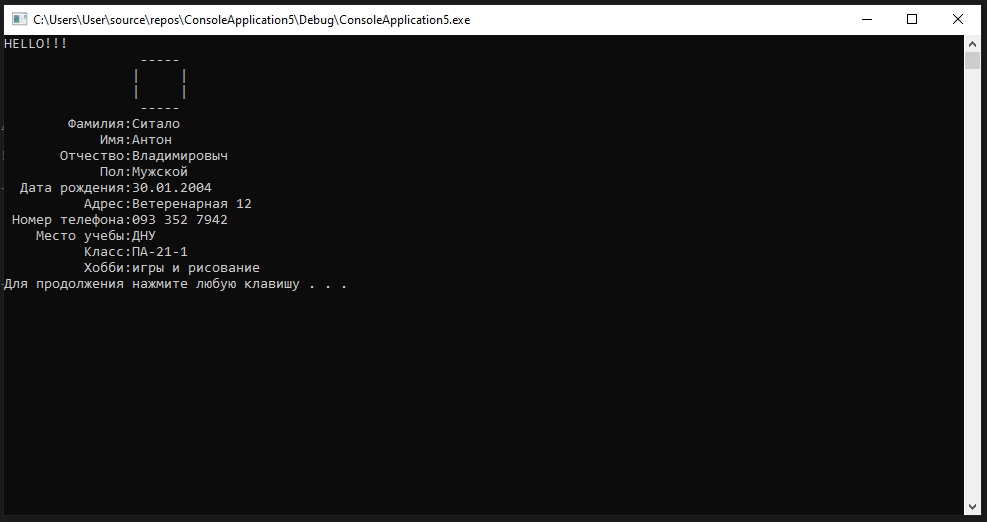 C:\Users\User\source\repos\ConsoleApplication5\Debug\ConsoleApplication5.exe
HELLO!!!
-----
|     |
|     |
-----
Фамилия:Ситало
Имя:Антон
Отчество:Владимировыч
Пол:Мужской
Дата рождения:30.01.2004
Адрес:Ветеренарная 12
Номер телефона:093 352 7942
Место учебы:ДНУ
Класс:ПА-21-1
Хобби:игры и рисование
Для продолжения нажмите любую клавишу . . .